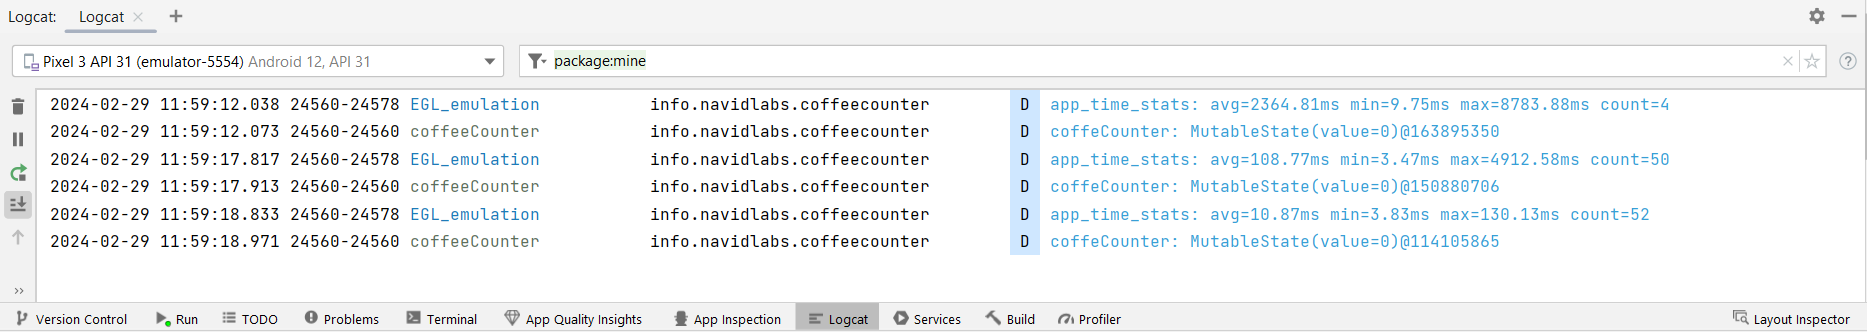 Logcat: Logcat
Pixel 3 API 31 (emulator-5554) Android 12, API 31 package:mine
2024-02-29 11:59:12.038 24560-24578 EGL_emulation info.navidlabs.coffeecounter D app_time_stats: avg=2364.81ms min=9.75ms max=8783.88ms count=4
2024-02-29 11:59:12.073 24560-24560 coffeeCounter info.navidlabs.coffeecounter D coffeCounter: MutableState(value=0)@163895350
2024-02-29 11:59:17.817 24560-24578 EGL_emulation info.navidlabs.coffeecounter D app_time_stats: avg=108.77ms min=3.47ms max=4912.58ms count=50
2024-02-29 11:59:17.913 24560-24560 coffeeCounter info.navidlabs.coffeecounter D coffeCounter: MutableState(value=0)@150880706
2024-02-29 11:59:18.833 24560-24578 EGL_emulation info.navidlabs.coffeecounter D app_time_stats: avg=10.87ms min=3.83ms max=130.13ms count=52
2024-02-29 11:59:18.971 24560-24560 coffeeCounter info.navidlabs.coffeecounter D coffeCounter: MutableState(value=0)@114105865
Version Control Run TODO Problems Terminal App Quality Insights App Inspection Logcat Services Build Profiler Layout Inspector